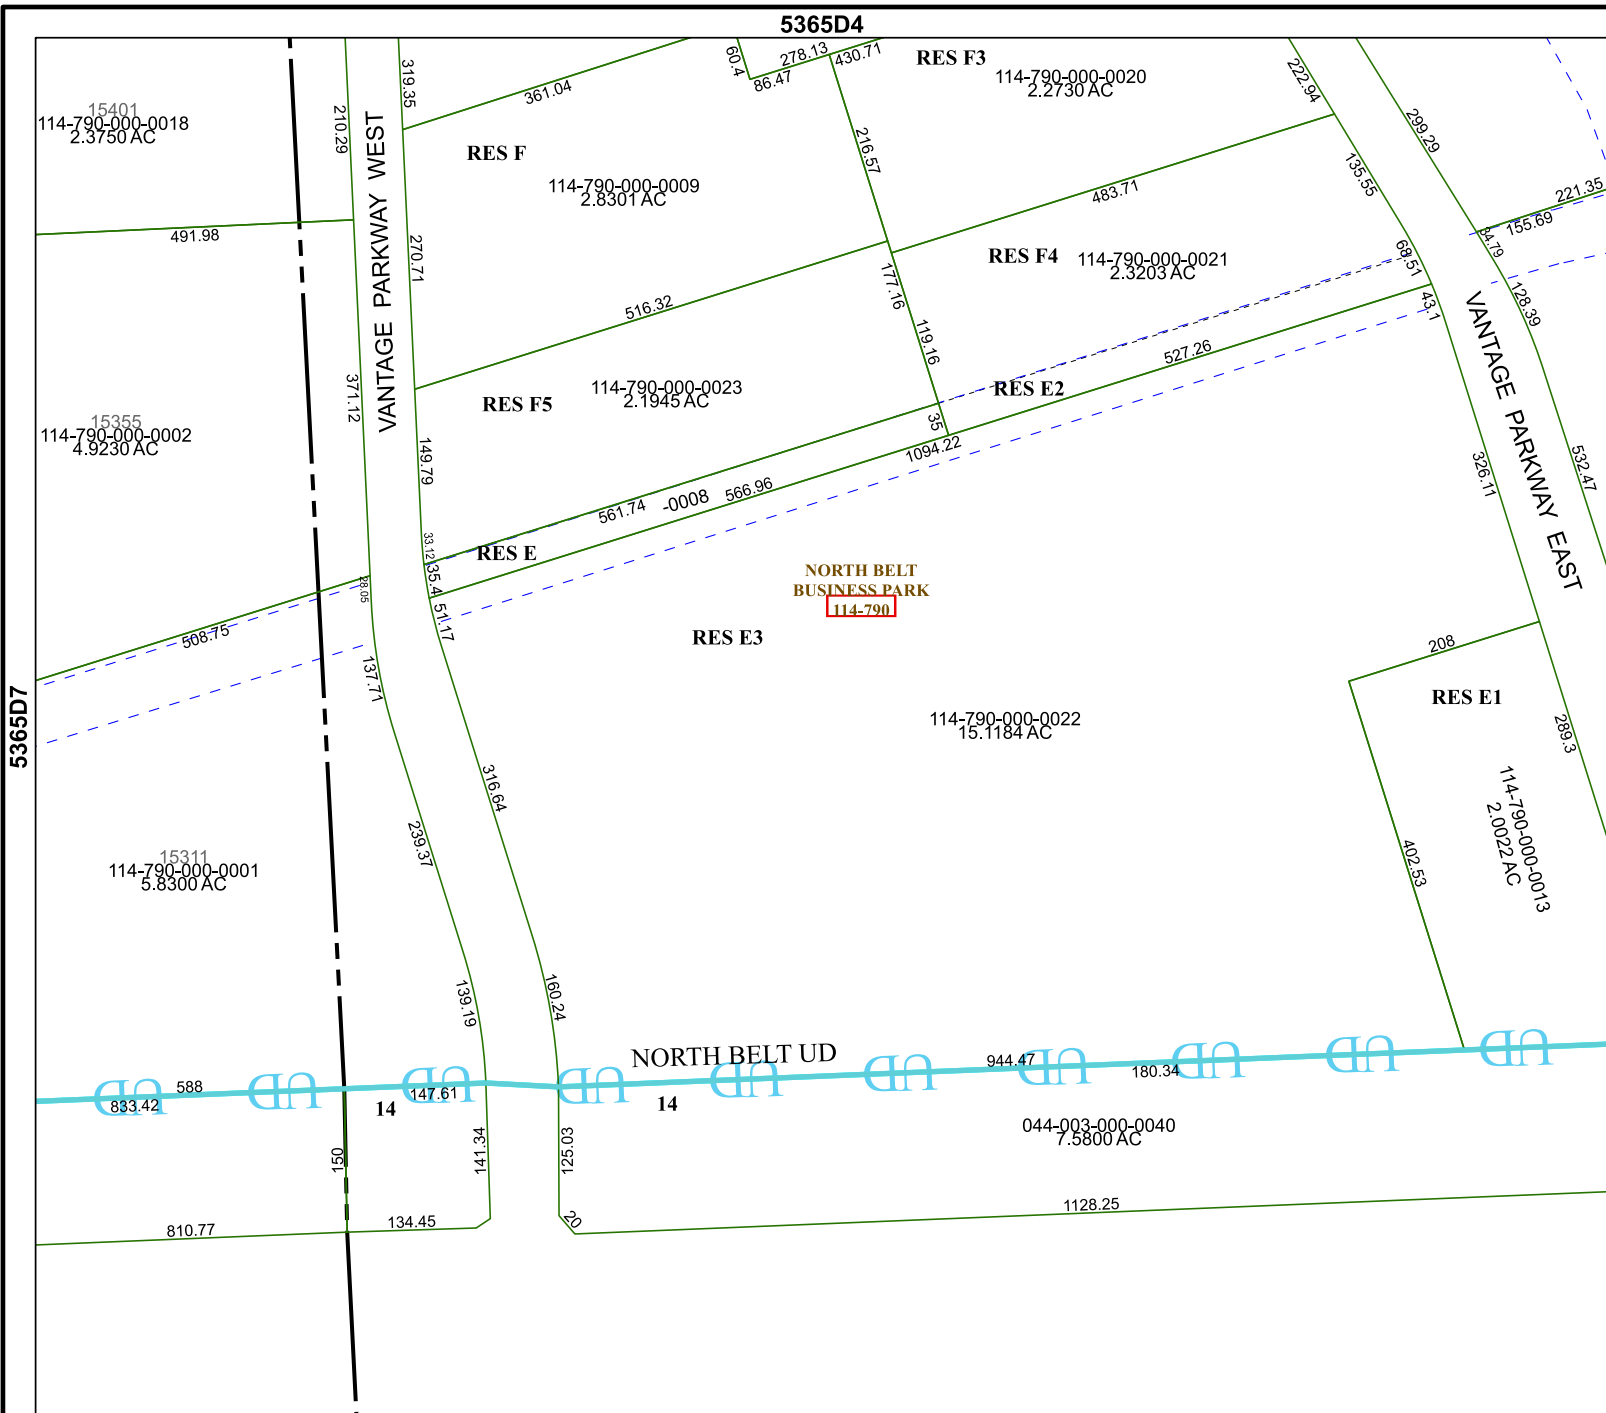 5365D4
5365D7
15401
114-790-000-0018
2.3750 AC
491.98
15355
114-790-000-0002
4.9230 AC
508.75
15311
114-790-000-0001
5.8300 AC
210.29
371.12
28.05
137.71
239.37
139.19
VANTAGE PARKWAY WEST
319.35
270.71
149.79
33.12
35.4
51.17
316.64
160.24
361.04
60.4
278.13
86.47
430.71
RES F
114-790-000-0009
2.8301 AC
RES F3
114-790-000-0020
2.2730 AC
216.57
483.71
222.94
135.55
299.29
221.35
155.69
84.79
RES F4
114-790-000-0021
2.3203 AC
68.51
43.1
128.39
177.16
119.16
516.32
RES F5
114-790-000-0023
2.1945 AC
RES E2
527.26
35
1094.22
561.74
-0008
566.96
RES E
NORTH BELT
BUSINESS PARK
114-790
RES E3
114-790-000-0022
15.1184 AC
VANTAGE PARKWAY EAST
326.11
532.47
208
RES E1
289.3
114-790-000-0013
2.0022 AC
402.53
NORTH BELT UD
944.47
180.34
588
833.42
147.61
14
14
UD
UD
UD
UD
UD
UD
UD
UD
UD
UD
044-003-000-0040
7.5800 AC
150
141.34
125.03
20
810.77
134.45
1128.25